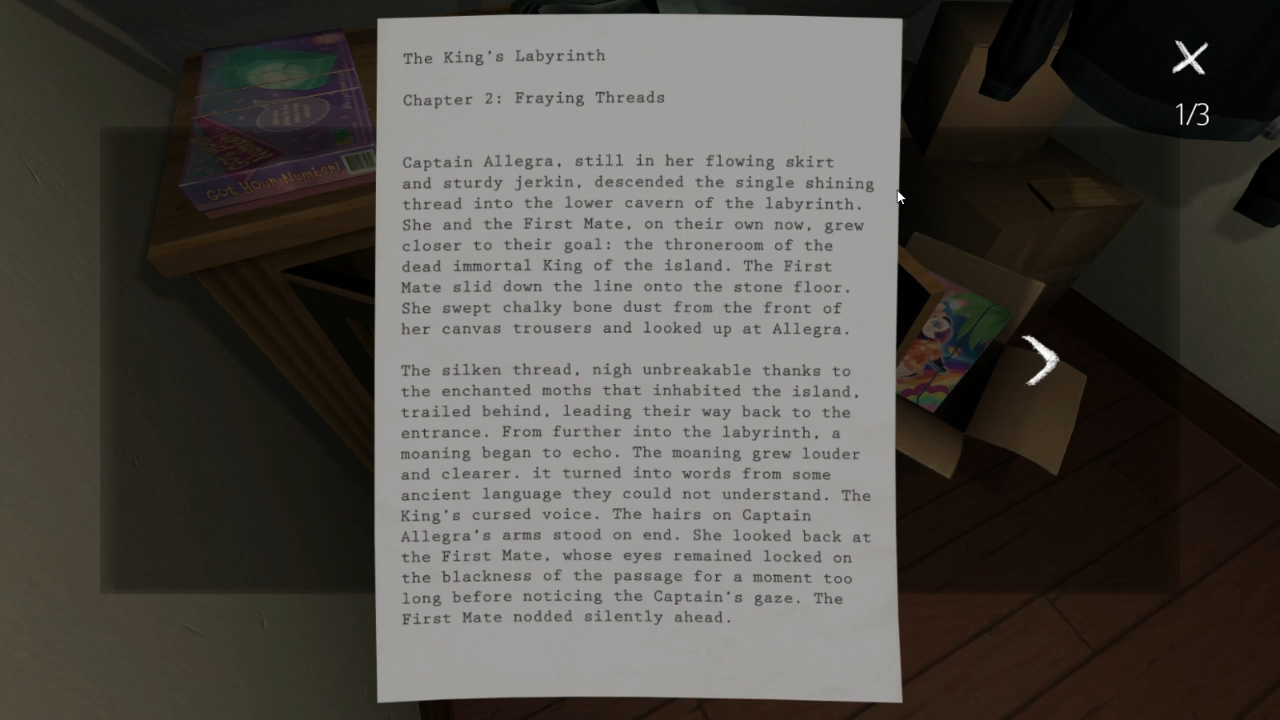 The King's Labyrinth
Chapter 2: Fraying Threads
Captain Allegra, still in her flowing skirt
and sturdy jerkin, descended the single shining
thread into the lower cavern of the labyrinth.
She and the First Mate, on their own now, grew
closer to their goal: the throneroom of the
dead immortal King of the island. The First
Mate slid down the line onto the stone floor.
She swept chalky bone dust from the front of
her canvas trousers and looked up at Allegra.
The silken thread, nigh unbreakable thanks to
the enchanted moths that inhabited the island,
trailed behind, leading their way back to the
entrance. From further into the labyrinth, a
moaning began to echo. The moaning grew louder
and clearer. it turned into words from some
ancient language they could not understand. The
King's cursed voice. The hairs on Captain
Allegra's arms stood on end. She looked back at
the First Mate, whose eyes remained locked on
the blackness of the passage for a moment too
long before noticing the Captain's gaze. The
First Mate nodded silently ahead.
1/3
Got Your Number!